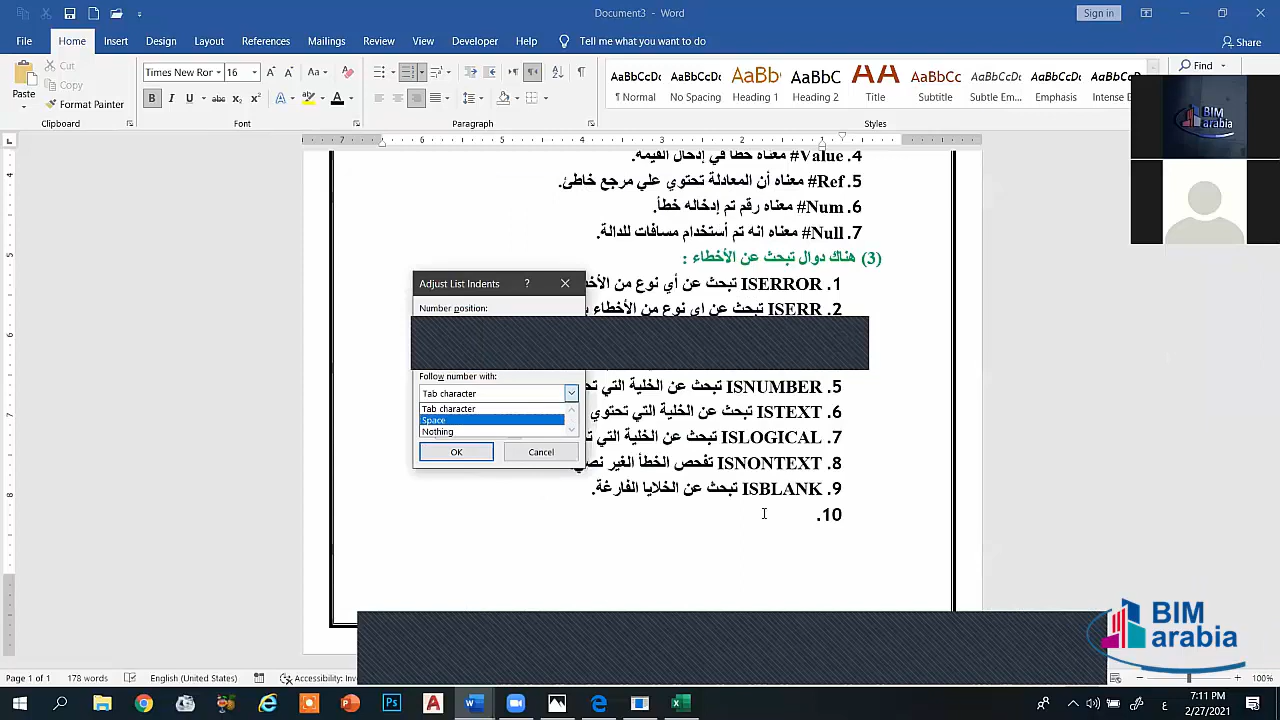 Document3 - Word
Sign in
File Home Insert Design Layout References Mailings Review View Developer Help Tell me what you want to do Share
Cut
Copy
Format Painter
Paste
Times New Ror 16
Clipboard Font Paragraph Styles
AaBbCcDc AaBbCcDc AaBbC AaBbC AA AaBbCc AaBbCcDc AaBbCcDc AaBbCc
¶ Normal No Spacing Heading 1 Heading 2 Title Subtitle Subtle Em... Emphasis Intense E
Find
BIM arabia
4. #Value معناه خطأ في إدخال القيمة.
5. #Ref معناه أن المعادلة تحتوي علي مرجع خاطئ.
6. #Num معناه رقم تم إدخاله خطأ.
7. #Null معناه انه تم أستخدام مسافات للدالة.
(3) هناك دوال تبحث عن الأخطاء :
1. ISERROR تبحث عن أي نوع من
2. ISERR تبحث عن اي نوع من الأخطاء
5. ISNUMBER تبحث عن الخلية التي
6. ISTEXT تبحث عن الخلية التي تحتوي
7. ISLOGICAL تبحث عن الخلية التي
8. ISNONTEXT تفحص الخطأ الغير
9. ISBLANK تبحث عن الخلايا الفارغة.
10.
Adjust List Indents ?
Number position:
Follow number with:
Tab character
Tab character
Space
Nothing
OK Cancel
BIM
arabia
Page 1 of 1 178 words English (United States) 100%
7:11 PM
2/27/2021